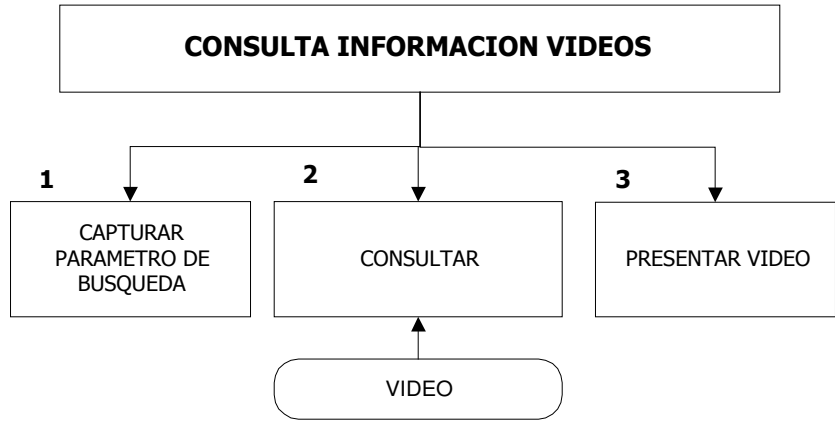 CONSULTA INFORMACION VIDEOS
1
2
3
CAPTURAR
PARAMETRO DE
BUSQUEDA
CONSULTAR
PRESENTAR VIDEO
VIDEO